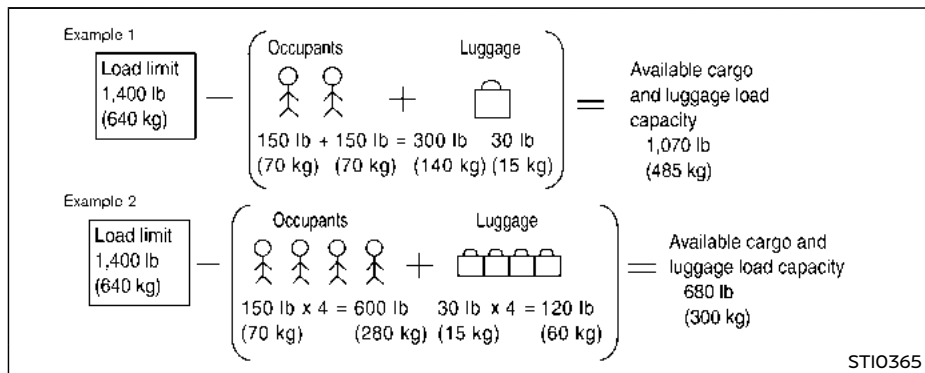 Example 1
Load limit
1,400 lb
(640 kg)
Occupants
Luggage
150 lb + 150 lb = 300 lb 30 lb
(70 kg) (70 kg) (140 kg) (15 kg)
Available cargo
and luggage load
capacity
1,070 lb
(485 kg)
Example 2
Load limit
1,400 lb
(640 kg)
Occupants
Luggage
150 lb x 4 = 600 lb 30 lb x 4 = 120 lb
(70 kg) (280 kg) (15 kg) (60 kg)
Available cargo and
luggage load capacity
680 lb
(300 kg)
STI0365